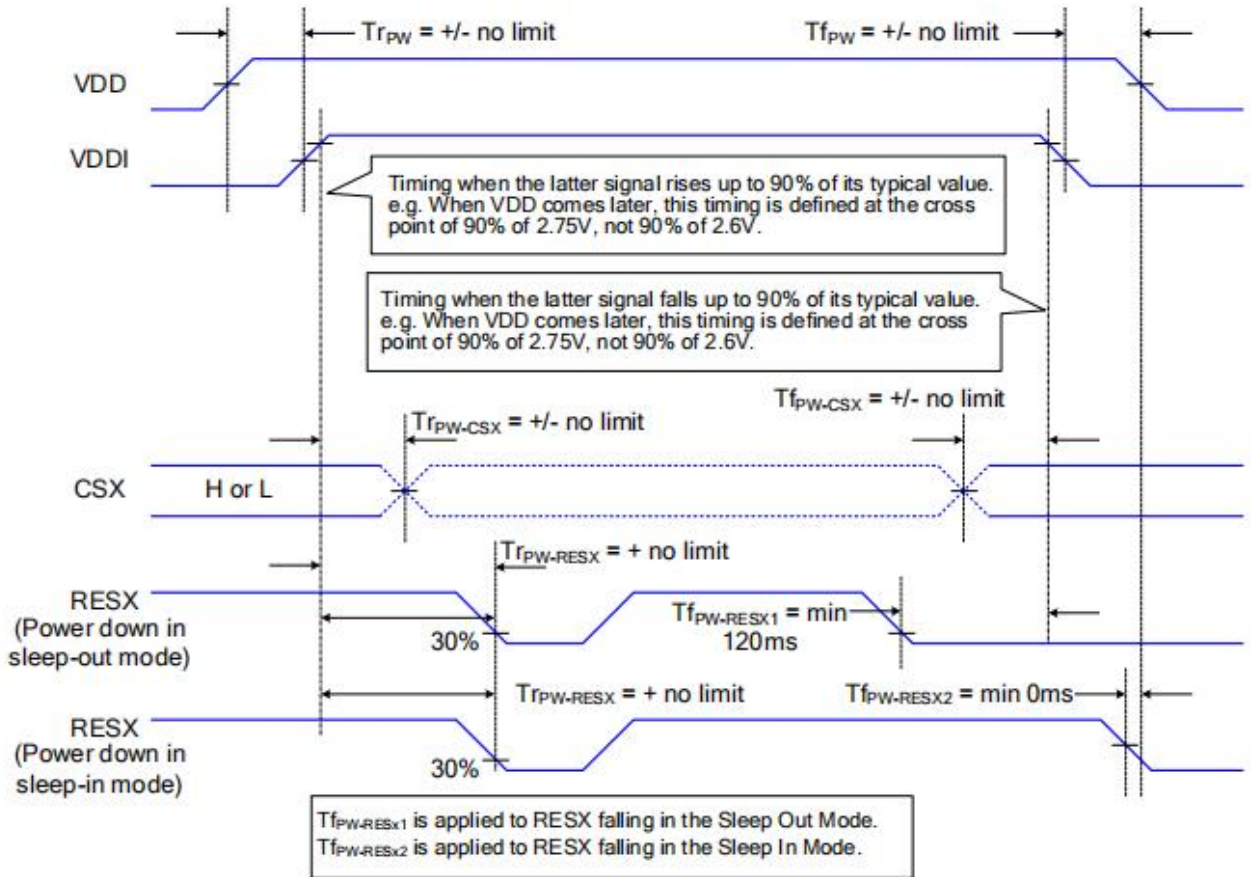 TrPW = +/- no limit
TfPW = +/- no limit
VDD
VDDI
Timing when the latter signal rises up to 90% of its typical value.
e.g. When VDD comes later, this timing is defined at the cross
point of 90% of 2.75V, not 90% of 2.6V.
Timing when the latter signal falls up to 90% of its typical value.
e.g. When VDD comes later, this timing is defined at the cross
point of 90% of 2.75V, not 90% of 2.6V.
TrPW-CSX = +/- no limit
TfPW-CSX = +/- no limit
CSX
H or L
TrPW-RESX = + no limit
RESX
(Power down in
sleep-out mode)
30%
TfPW-RESX1 = min
120ms
TrPW-RESX = + no limit
TfPW-RESX2 = min 0ms
RESX
(Power down in
sleep-in mode)
30%
TfPW-RESx1 is applied to RESX falling in the Sleep Out Mode.
TfPW-RESx2 is applied to RESX falling in the Sleep In Mode.